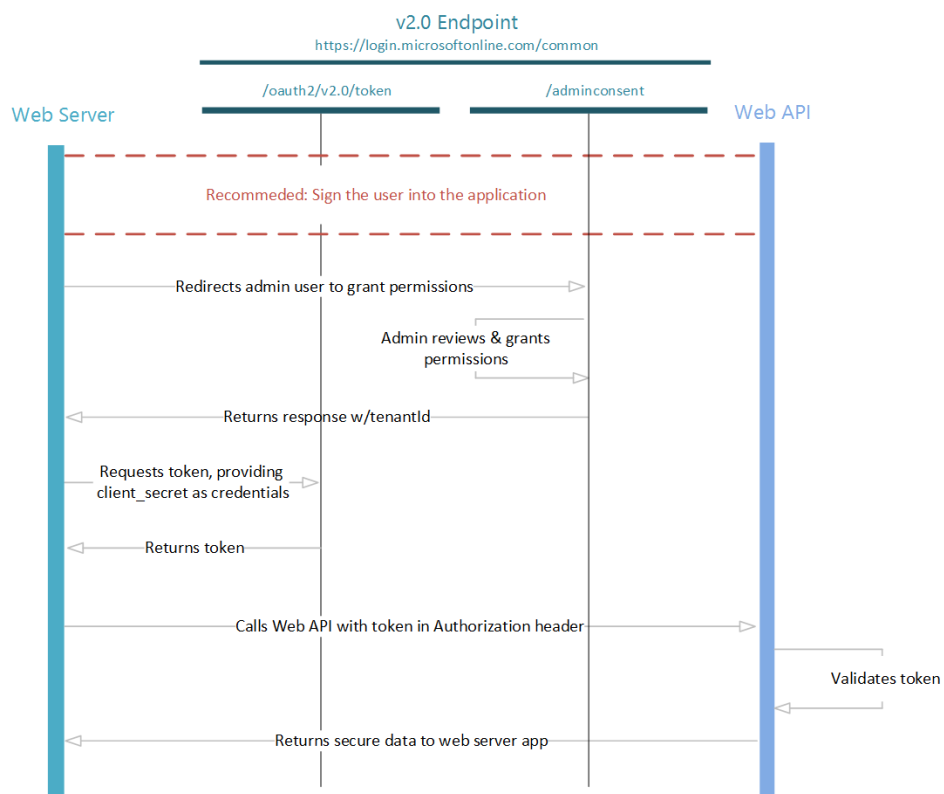 v2.0 Endpoint
https://login.microsoftonline.com/common
/oauth2/v2.0/token
/adminconsent
Web Server
Web API
Recommeded: Sign the user into the application
Redirects admin user to grant permissions
Admin reviews & grants
permissions
Returns response w/tenantId
Requests token, providing
client_secret as credentials
Returns token
Calls Web API with token in Authorization header
Validates token
Returns secure data to web server app